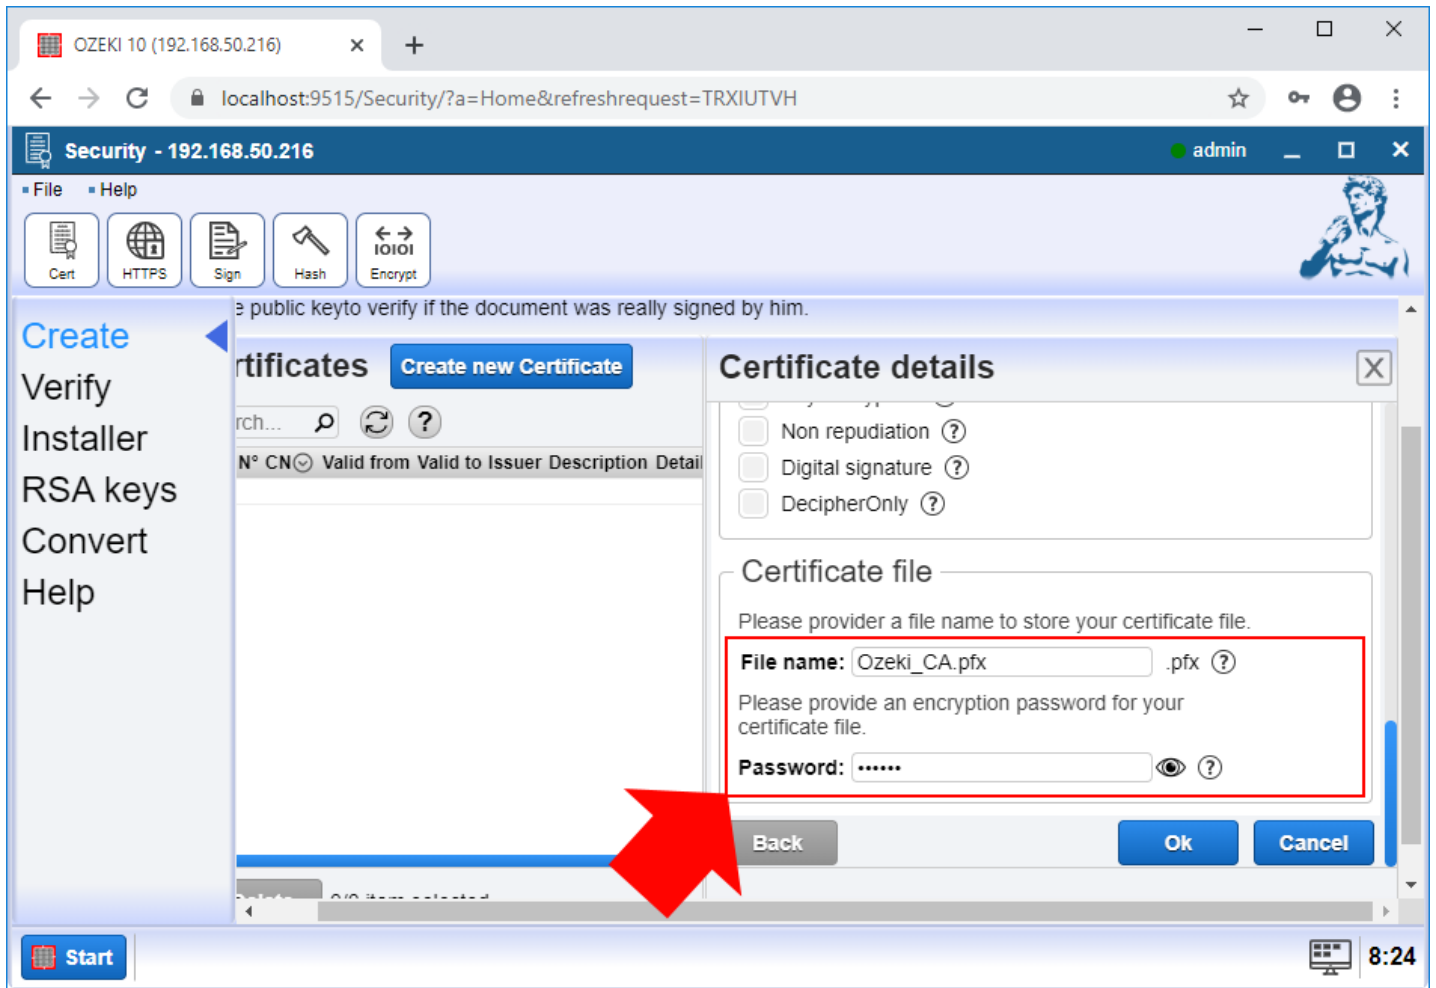 OZEKI 10 (192.168.50.216)
localhost:9515/Security/?a=Home&refreshrequest=TRXIUTVH
Security - 192.168.50.216
admin
File Help
Cert HTTPS Sign Hash Encrypt
IOIOI
Create
Verify
Installer
RSA keys
Convert
Help
e public keyto verify if the document was really signed by him.
rtificates Create new Certificate
rch...
N° CN Valid from Valid to Issuer Description Detail
Certificate details
X
Non repudiation ?
Digital signature ?
DecipherOnly ?
Certificate file
Please provider a file name to store your certificate file.
File name: Ozeki_CA.pfx .pfx ?
Please provide an encryption password for your
certificate file.
Password: •••••• ?
Back Ok Cancel
Start
8:24